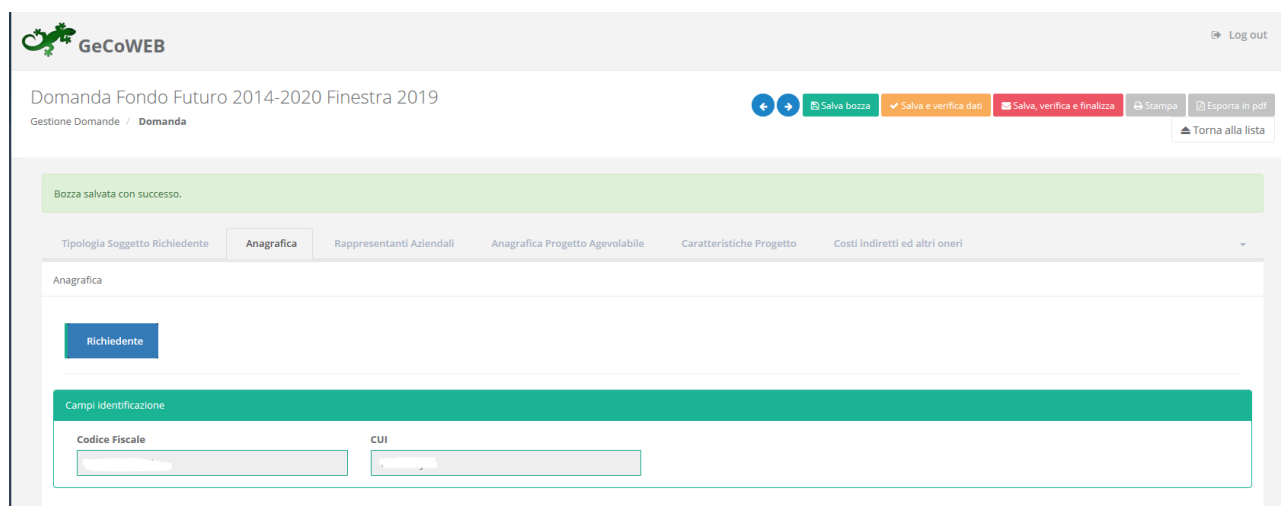 GeCoWEB
Log out
Domanda Fondo Futuro 2014-2020 Finestra 2019
Gestione Domande / Domanda
Salva bozza Salva e verifica dati Salva, verifica e finalizza Stampa Esporta in pdf
Torna alla lista
Bozza salvata con successo.
Tipologia Soggetto Richiedente Anagrafica Rappresentanti Aziendali Anagrafica Progetto Agevolabile Caratteristiche Progetto Costi indiretti ed altri oneri
Anagrafica
Richiedente
Campi identificazione
Codice Fiscale CUI